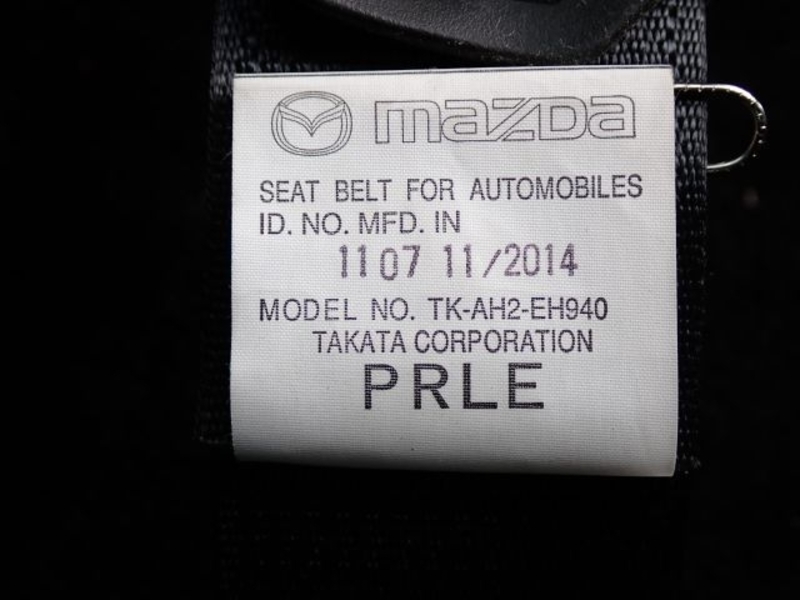 mazda
SEAT BELT FOR AUTOMOBILES
ID. NO. MFD. IN
1107 11/2014
MODEL NO. TK-AH2-EH940
TAKATA CORPORATION
PRLE